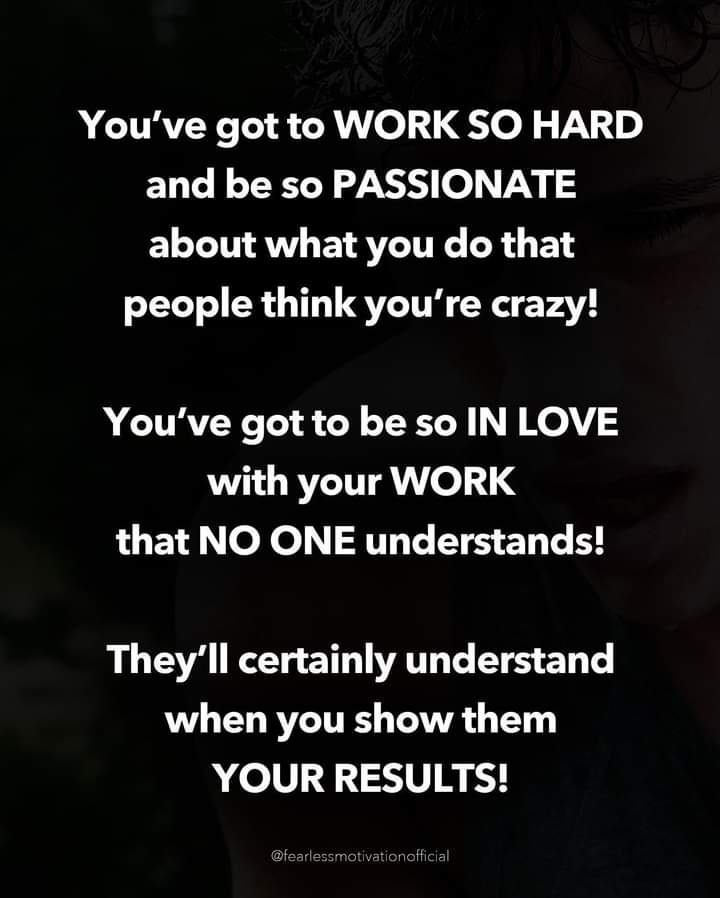 You’ve got to WORK SO HARD
and be so PASSIONATE
about what you do that
people think you’re crazy!
You’ve got to be so IN LOVE
with your WORK
that NO ONE understands!
They’ll certainly understand
when you show them
YOUR RESULTS!
@fearlessmotivationofficial